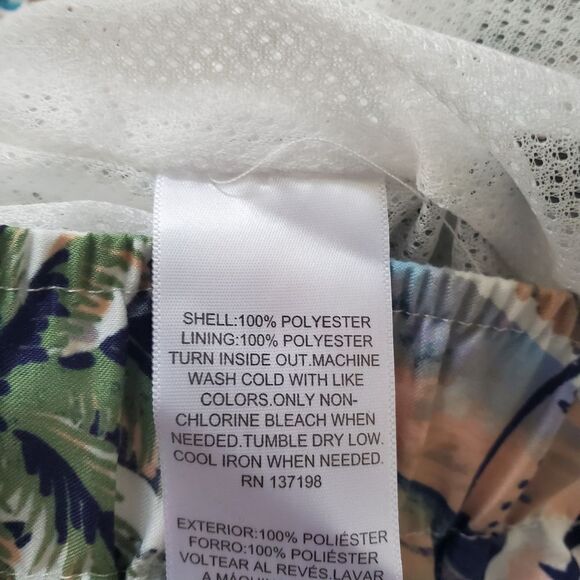 SHELL:100% POLYESTER
LINING:100% POLYESTER
TURN INSIDE OUT.MACHINE
WASH COLD WITH LIKE
COLORS.ONLY NON-
CHLORINE BLEACH WHEN
NEEDED.TUMBLE DRY LOW.
COOL IRON WHEN NEEDED.
RN 137198
EXTERIOR:100% POLIÉSTER
FORRO:100% POLIÉSTER
VOLTEAR AL REVÉS.LAVAR
A MÁQUI